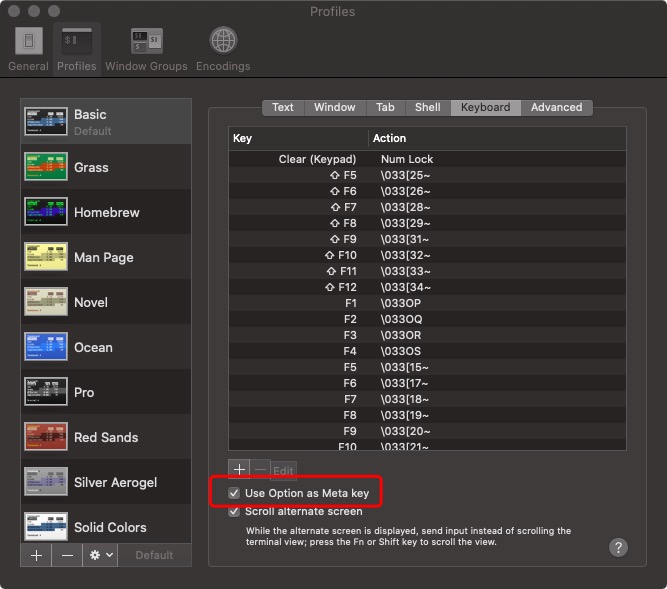 Profiles
General
Profiles
Window Groups
Encodings
Basic
Default
Grass
Homebrew
Man Page
Novel
Ocean
Pro
Red Sands
Silver Aerogel
Solid Colors
Default
Text Window Tab Shell Keyboard Advanced
Key Action
Clear (Keypad) Num Lock
⇧ F5 \033[25~
⇧ F6 \033[26~
⇧ F7 \033[28~
⇧ F8 \033[29~
⇧ F9 \033[31~
⇧ F10 \033[32~
⇧ F11 \033[33~
⇧ F12 \033[34~
F1 \033OP
F2 \033OQ
F3 \033OR
F4 \033OS
F5 \033[15~
F6 \033[17~
F7 \033[18~
F8 \033[19~
F9 \033[20~
F10 \033[21~
+ — Edit
Use Option as Meta key
Scroll alternate screen
While the alternate screen is displayed, send input instead of scrolling the
terminal view; press the Fn or Shift key to scroll the view.
?